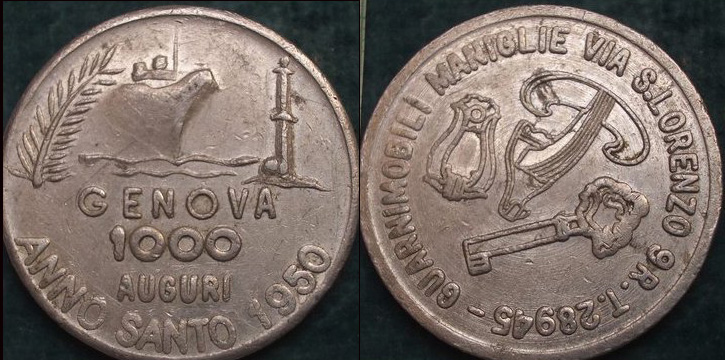 GENOVA
1000
AUGURI
ANNO SANTO 1950
GUARNIMOBILI MANIGLIE VIA S.LORENZO 9R. T.28945-